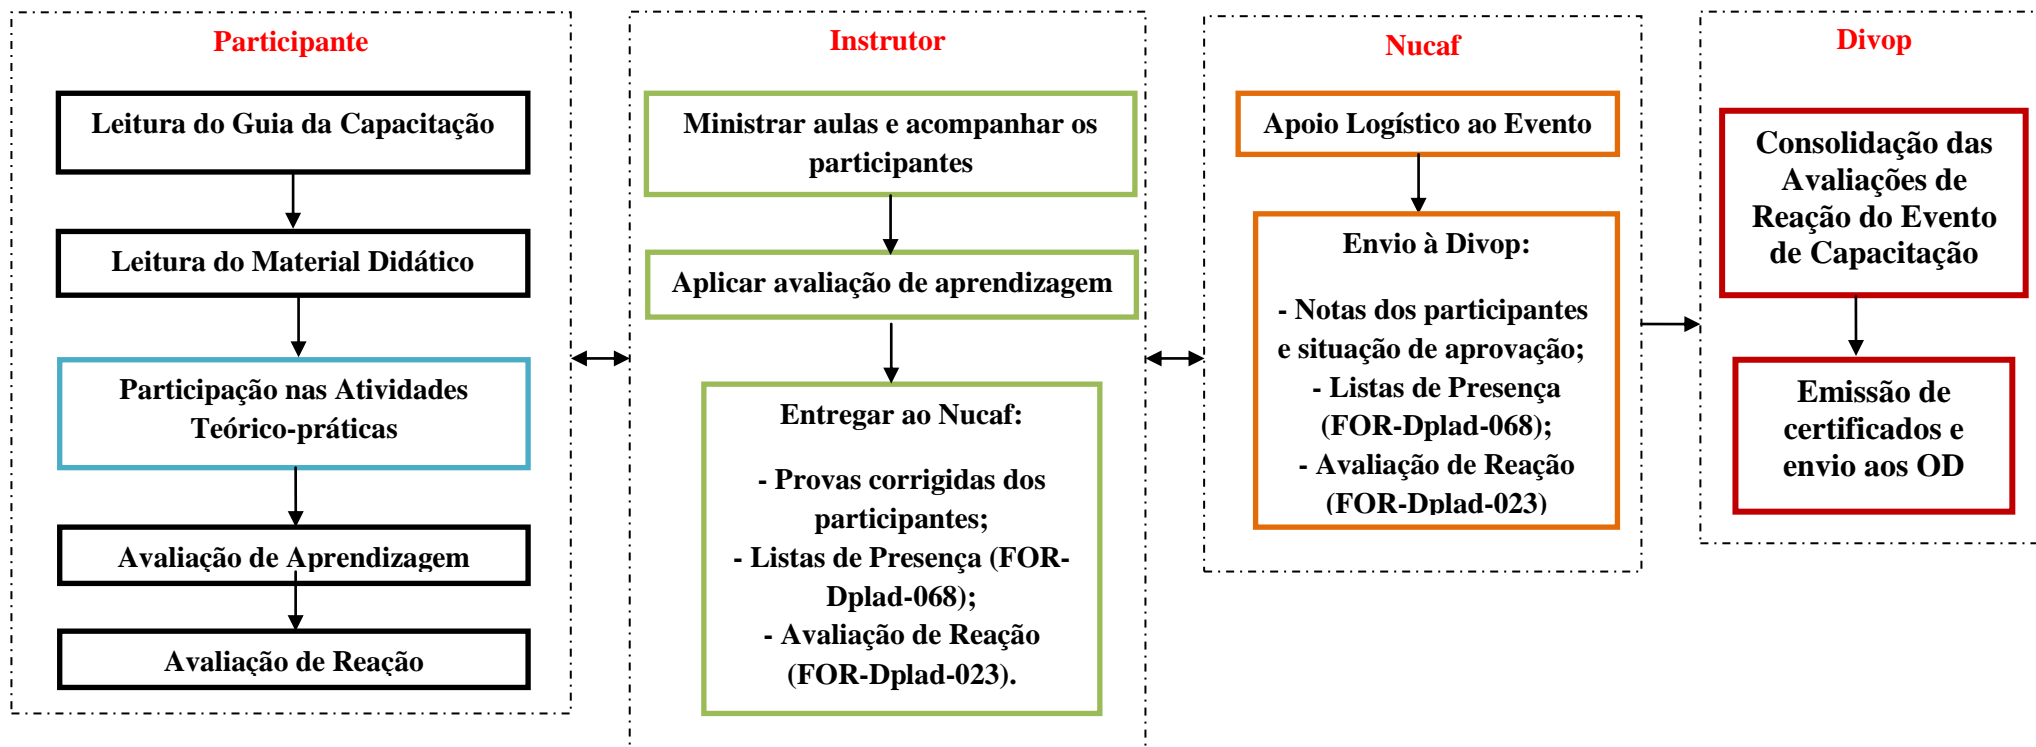 Participante
Leitura do Guia da Capacitação
Leitura do Material Didático
Participação nas Atividades
Teórico-práticas
Avaliação de Aprendizagem
Avaliação de Reação
Instrutor
Ministrar aulas e acompanhar os
participantes
Aplicar avaliação de aprendizagem
Entregar ao Nucaf:
- Provas corrigidas dos
participantes;
- Listas de Presença (FOR-
Dplad-068);
- Avaliação de Reação
(FOR-Dplad-023).
Nucaf
Apoio Logístico ao Evento
Envio à Divop:
- Notas dos participantes
e situação de aprovação;
- Listas de Presença
(FOR-Dplad-068);
- Avaliação de Reação
(FOR-Dplad-023)
Divop
Consolidação das
Avaliações de
Reação do Evento
de Capacitação
Emissão de
certificados e
envio aos OD